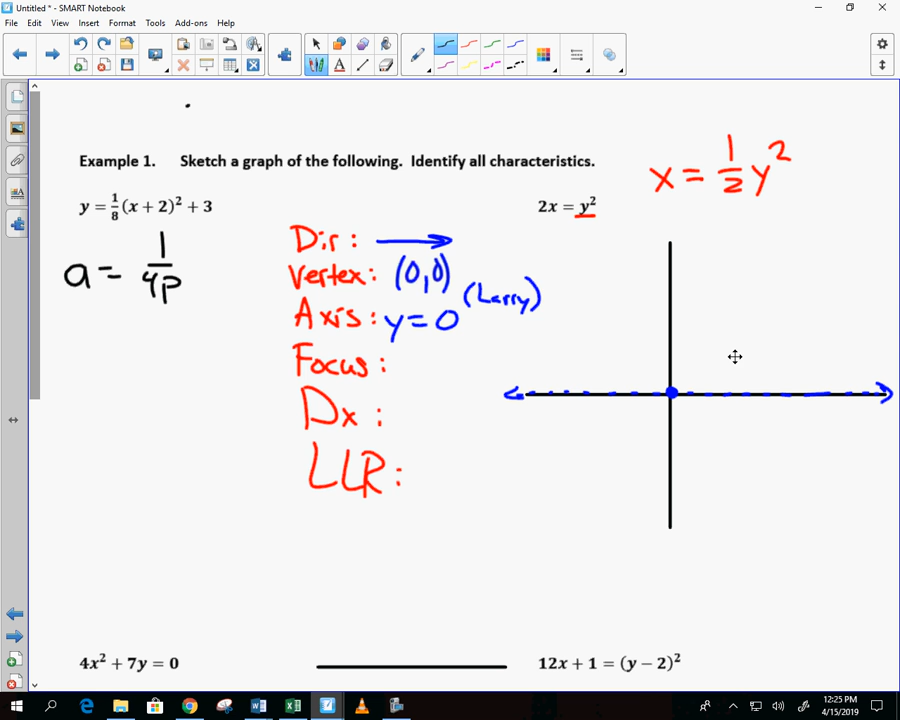 Untitled * - SMART Notebook
File Edit View Insert Format Tools Add-ons Help
Example 1. Sketch a graph of the following. Identify all characteristics.
x = 1/2 y²
y = 1/8 (x + 2)² + 3
2x = y²
a = 1/4p
Dir: →
Vertex: (0,0)
(Larry)
Axis: y = 0
Focus:
Dx:
LLR:
4x² + 7y = 0
12x + 1 = (y − 2)²
12:25 PM
4/15/2019